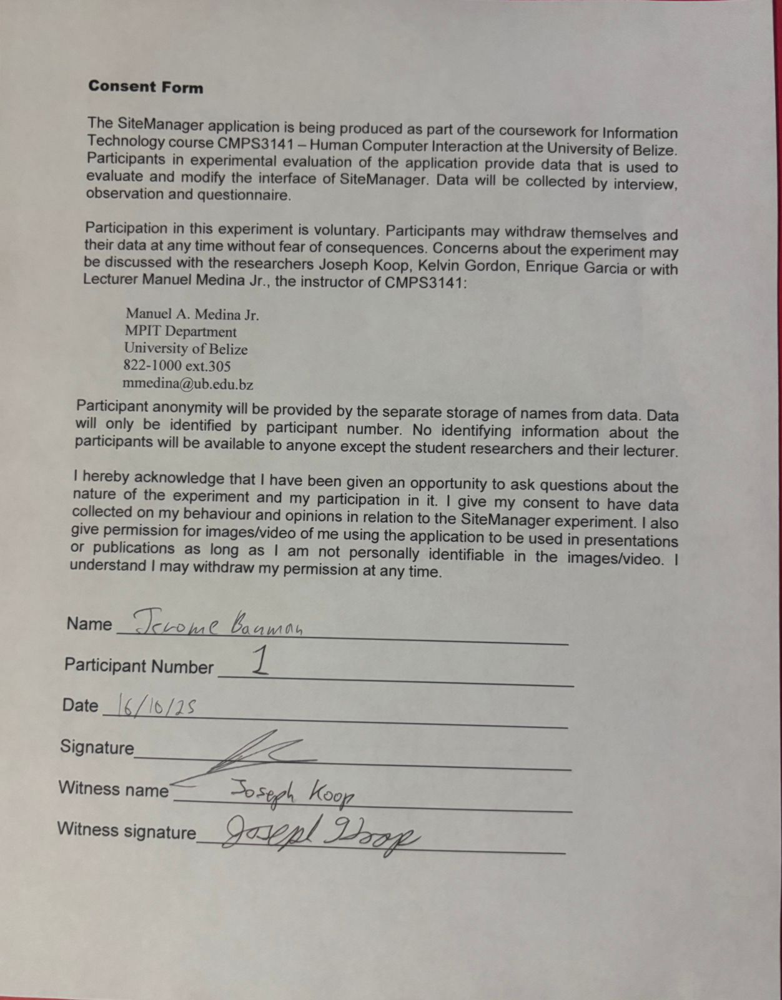 Consent Form
The SiteManager application is being produced as part of the coursework for Information
Technology course CMPS3141 – Human Computer Interaction at the University of Belize.
Participants in experimental evaluation of the application provide data that is used to
evaluate and modify the interface of SiteManager. Data will be collected by interview,
observation and questionnaire.
Participation in this experiment is voluntary. Participants may withdraw themselves and
their data at any time without fear of consequences. Concerns about the experiment may
be discussed with the researchers Joseph Koop, Kelvin Gordon, Enrique Garcia or with
Lecturer Manuel Medina Jr., the instructor of CMPS3141:
Manuel A. Medina Jr.
MPIT Department
University of Belize
822-1000 ext.305
mmedina@ub.edu.bz
Participant anonymity will be provided by the separate storage of names from data. Data
will only be identified by participant number. No identifying information about the
participants will be available to anyone except the student researchers and their lecturer.
I hereby acknowledge that I have been given an opportunity to ask questions about the
nature of the experiment and my participation in it. I give my consent to have data
collected on my behaviour and opinions in relation to the SiteManager experiment. I also
give permission for images/video of me using the application to be used in presentations
or publications as long as I am not personally identifiable in the images/video. I
understand I may withdraw my permission at any time.
Name Jerome Bauman
Participant Number 1
Date 16/10/25
Signature
Witness name Joseph Koop
Witness signature Joseph Koop